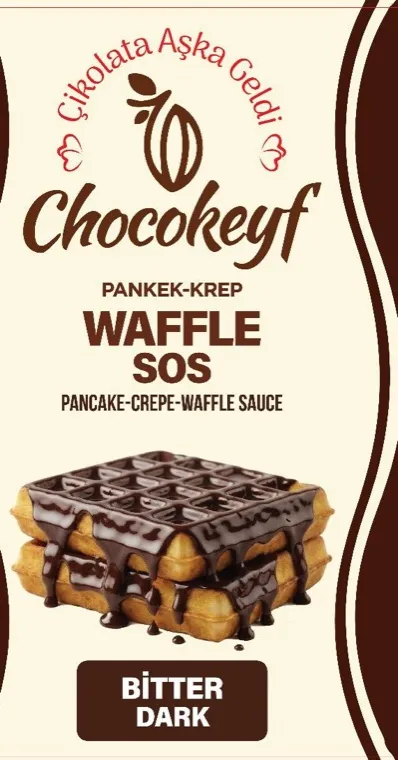 Çikolata Aşka Geldi
Chocokeyf
PANKEK-KREP
WAFFLE
SOS
PANCAKE-CREPE-WAFFLE SAUCE
BİTTER
DARK